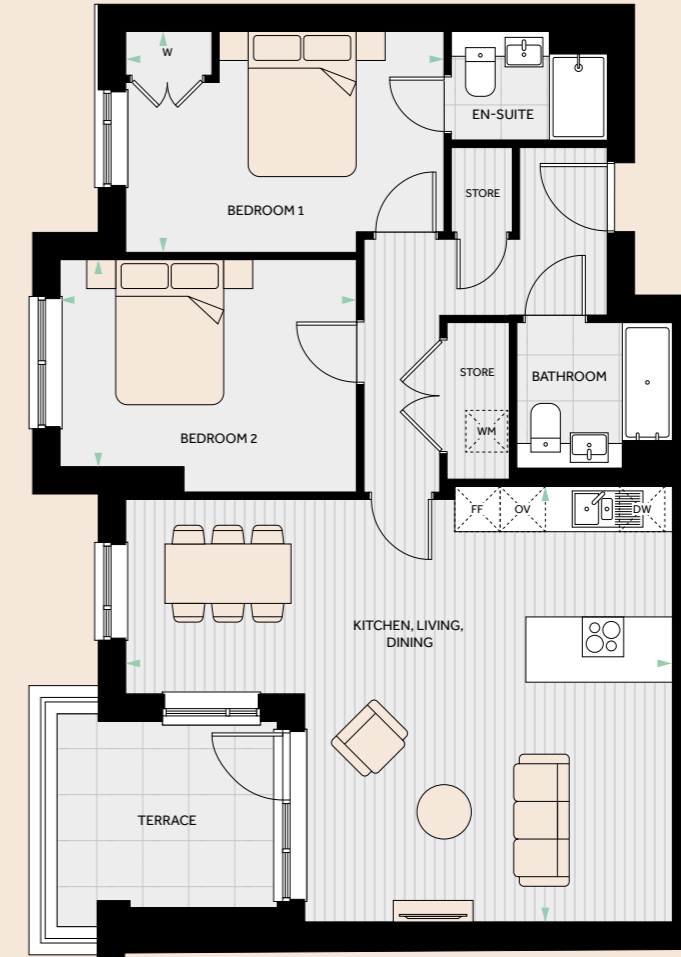 W
EN-SUITE
STORE
BEDROOM 1
STORE
BATHROOM
WM
BEDROOM 2
FF
OV
DW
KITCHEN, LIVING,
DINING
TERRACE